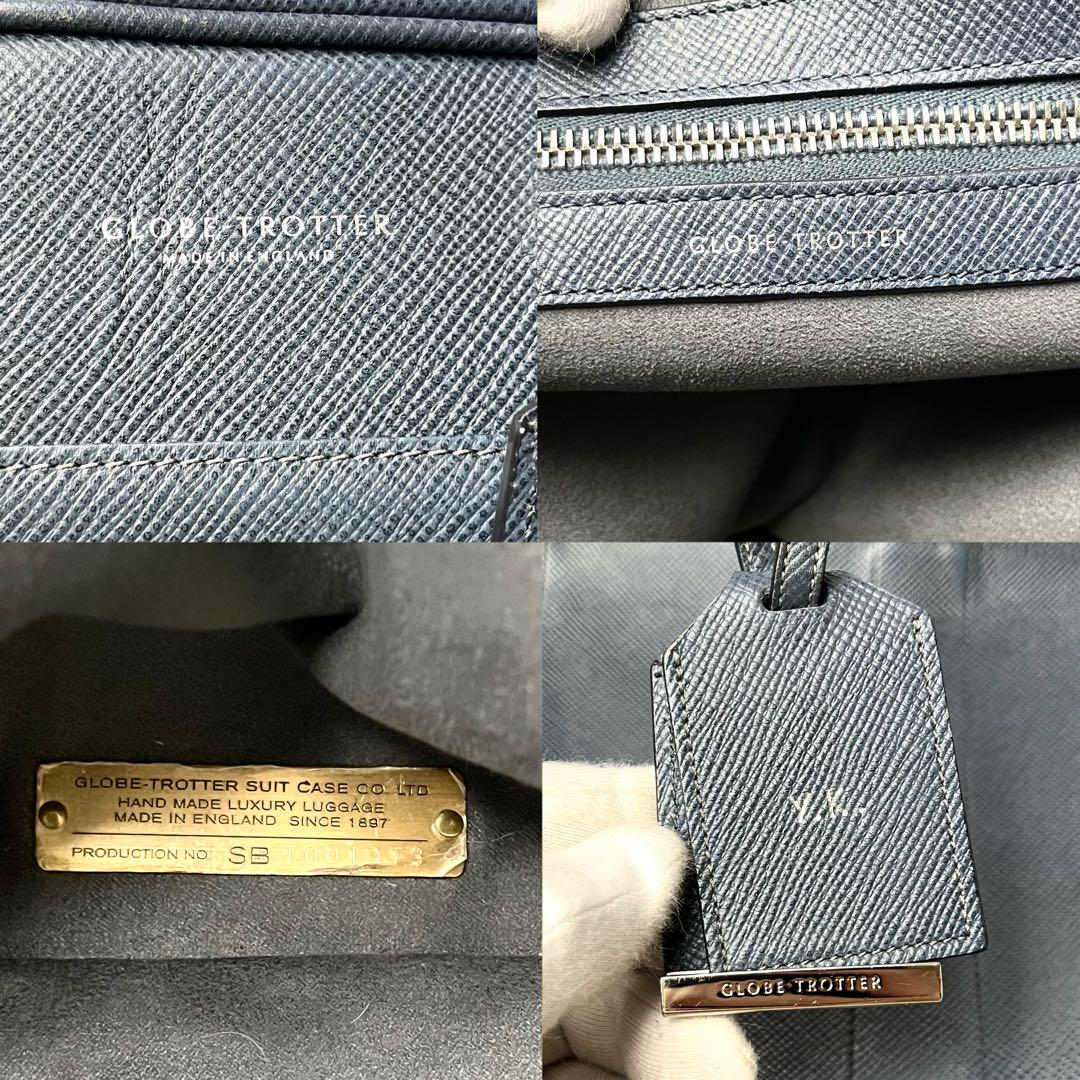 GLOBE-TROTTER
MADE IN ENGLAND
GLOBE-TROTTER
GLOBE-TROTTER SUIT CASE CO LTD
HAND MADE LUXURY LUGGAGE
MADE IN ENGLAND SINCE 1897
PRODUCTION NO. SB
Y.K.
GLOBE-TROTTER